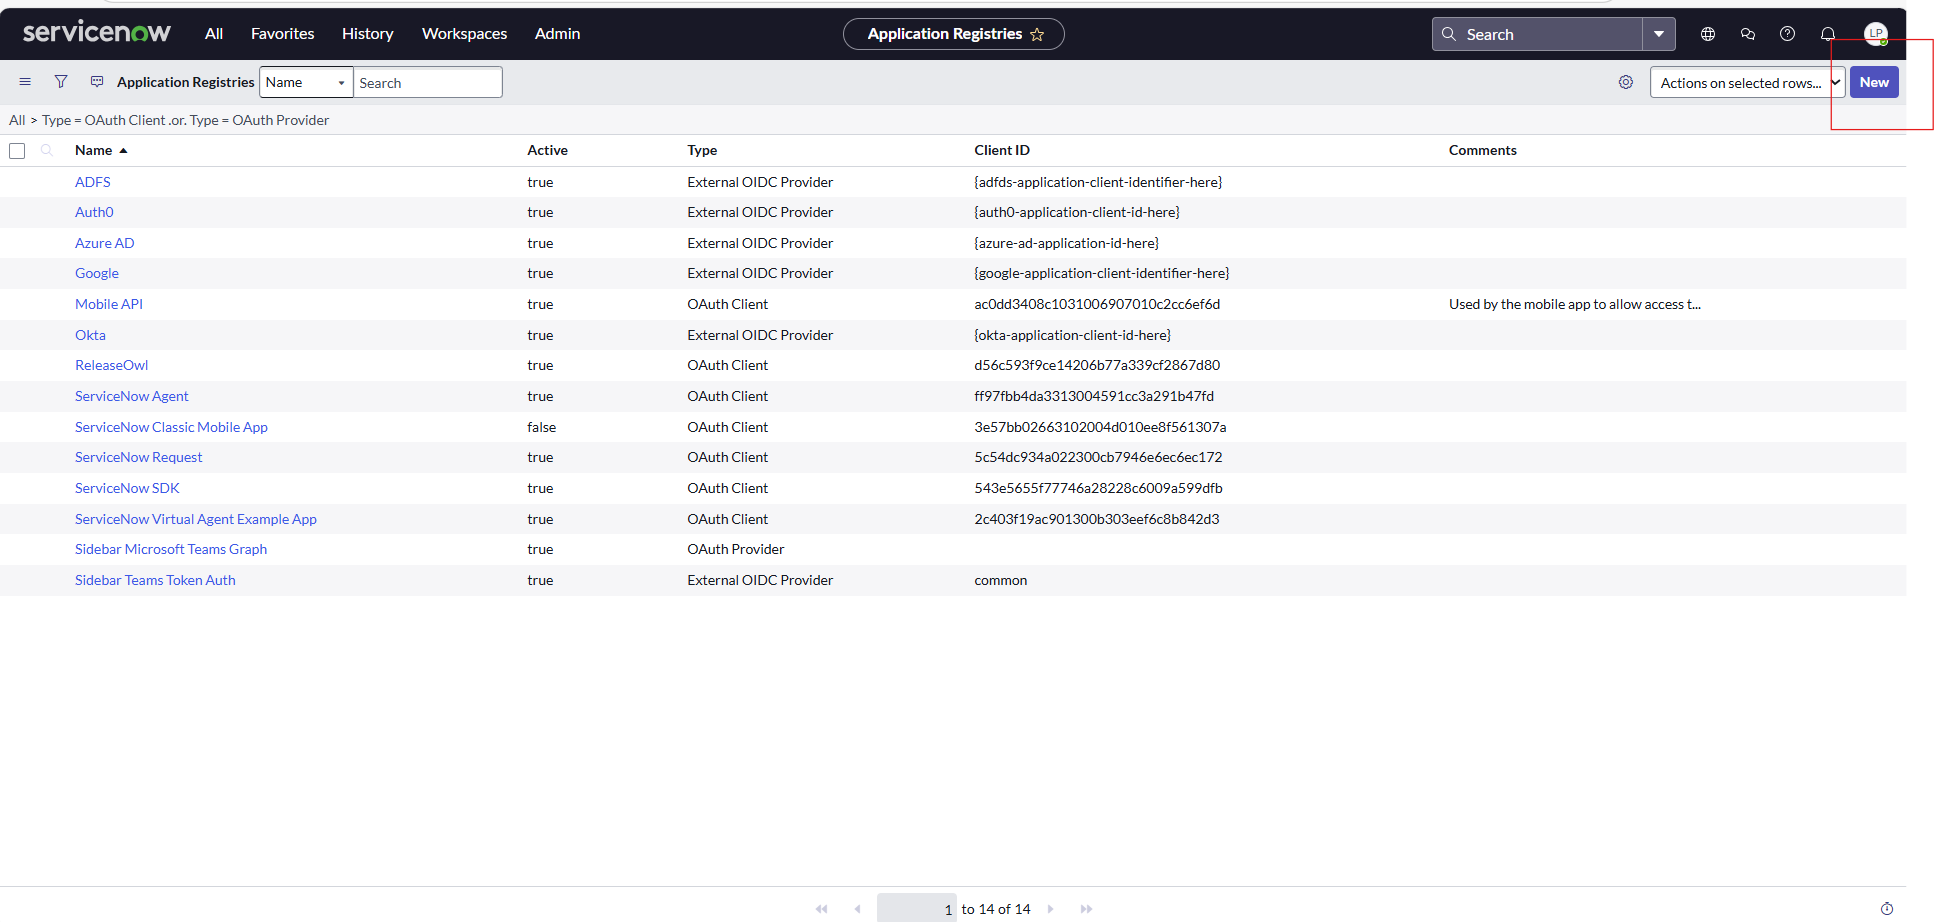 servicenow All Favorites History Workspaces Admin Application Registries Search LP
Application Registries Name Search Actions on selected rows... New
All > Type = OAuth Client .or. Type = OAuth Provider
Name Active Type Client ID Comments
ADFS true External OIDC Provider {adfds-application-client-identifier-here}
Auth0 true External OIDC Provider {auth0-application-client-id-here}
Azure AD true External OIDC Provider {azure-ad-application-id-here}
Google true External OIDC Provider {google-application-client-identifier-here}
Mobile API true OAuth Client ac0dd3408c1031006907010c2cc6ef6d Used by the mobile app to allow access t...
Okta true External OIDC Provider {okta-application-client-id-here}
ReleaseOwl true OAuth Client d56c593f9ce14206b77a339cf2867d80
ServiceNow Agent true OAuth Client ff97fbb4da3313004591cc3a291b47fd
ServiceNow Classic Mobile App false OAuth Client 3e57bb02663102004d010ee8f561307a
ServiceNow Request true OAuth Client 5c54dc934a022300cb7946e6ec6ec172
ServiceNow SDK true OAuth Client 543e5655f77746a28228c6009a599dfb
ServiceNow Virtual Agent Example App true OAuth Client 2c403f19ac901300b303eef6c8b842d3
Sidebar Microsoft Teams Graph true OAuth Provider
Sidebar Teams Token Auth true External OIDC Provider common
1 to 14 of 14